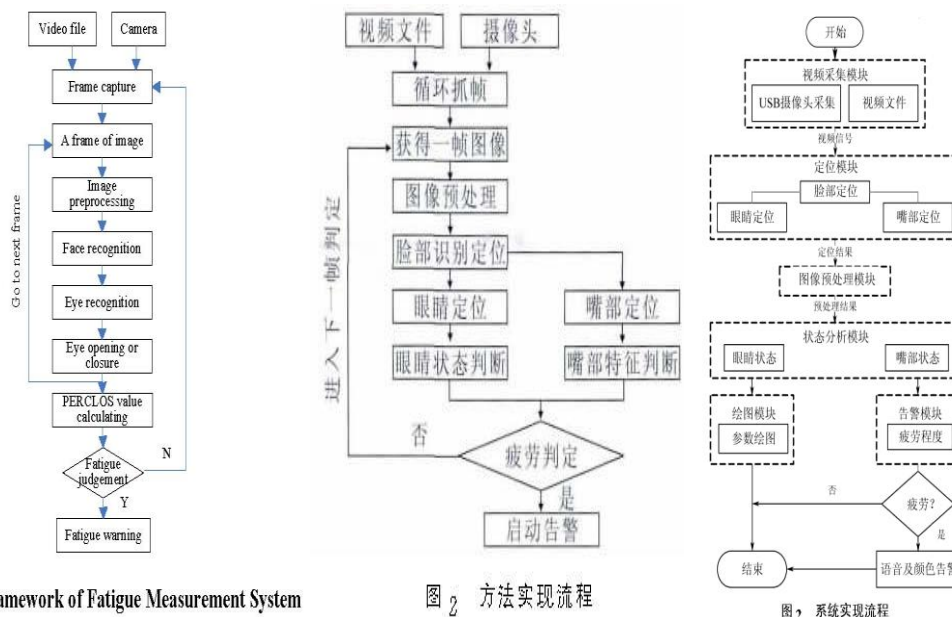 Video file
Camera
Frame capture
A frame of image
Image
preprocessing
Face recognition
Eye recognition
Eye opening or
closure
PERCLOS value
calculating
Fatigue
judgement
N
Y
Fatigue warning
Go to next frame
amework of Fatigue Measurement System
视频文件
摄像头
循环抓帧
获得一帧图像
图像预处理
脸部识别定位
眼睛定位
嘴部定位
眼睛状态判断
嘴部特征判断
疲劳判定
否
是
启动告警
进入下一帧判定
图 2 方法实现流程
开始
视频采集模块
USB摄像头采集
视频文件
视频信号
定位模块
脸部定位
眼睛定位
嘴部定位
定位结果
图像预处理模块
预处理结果
状态分析模块
眼睛状态
嘴部状态
绘图模块
参数绘图
告警模块
疲劳程度
否
疲劳?
是
结束
语音及颜色告警
图 2 系统实现流程